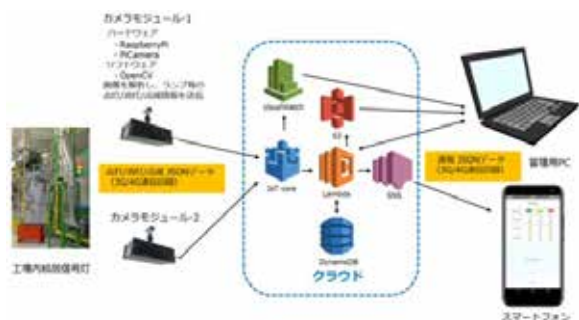 カメラモジュール-1
ハードウェア
・RaspberryPi
・PiCamera
ソフトウェア
・OpenCV
画像を解析し、ランプ毎の
点灯/消灯/点滅情報を送信
点灯/消灯/点滅 JSONデータ
(3G/4G通信回線)
カメラモジュール-2
工場内
信号灯
cloudwatch
S3
IoT core
Lambda
SNS
DynamoDB
クラウド
JSONデータ
(3G/4G通信回線)
管理用PC
スマートフォン